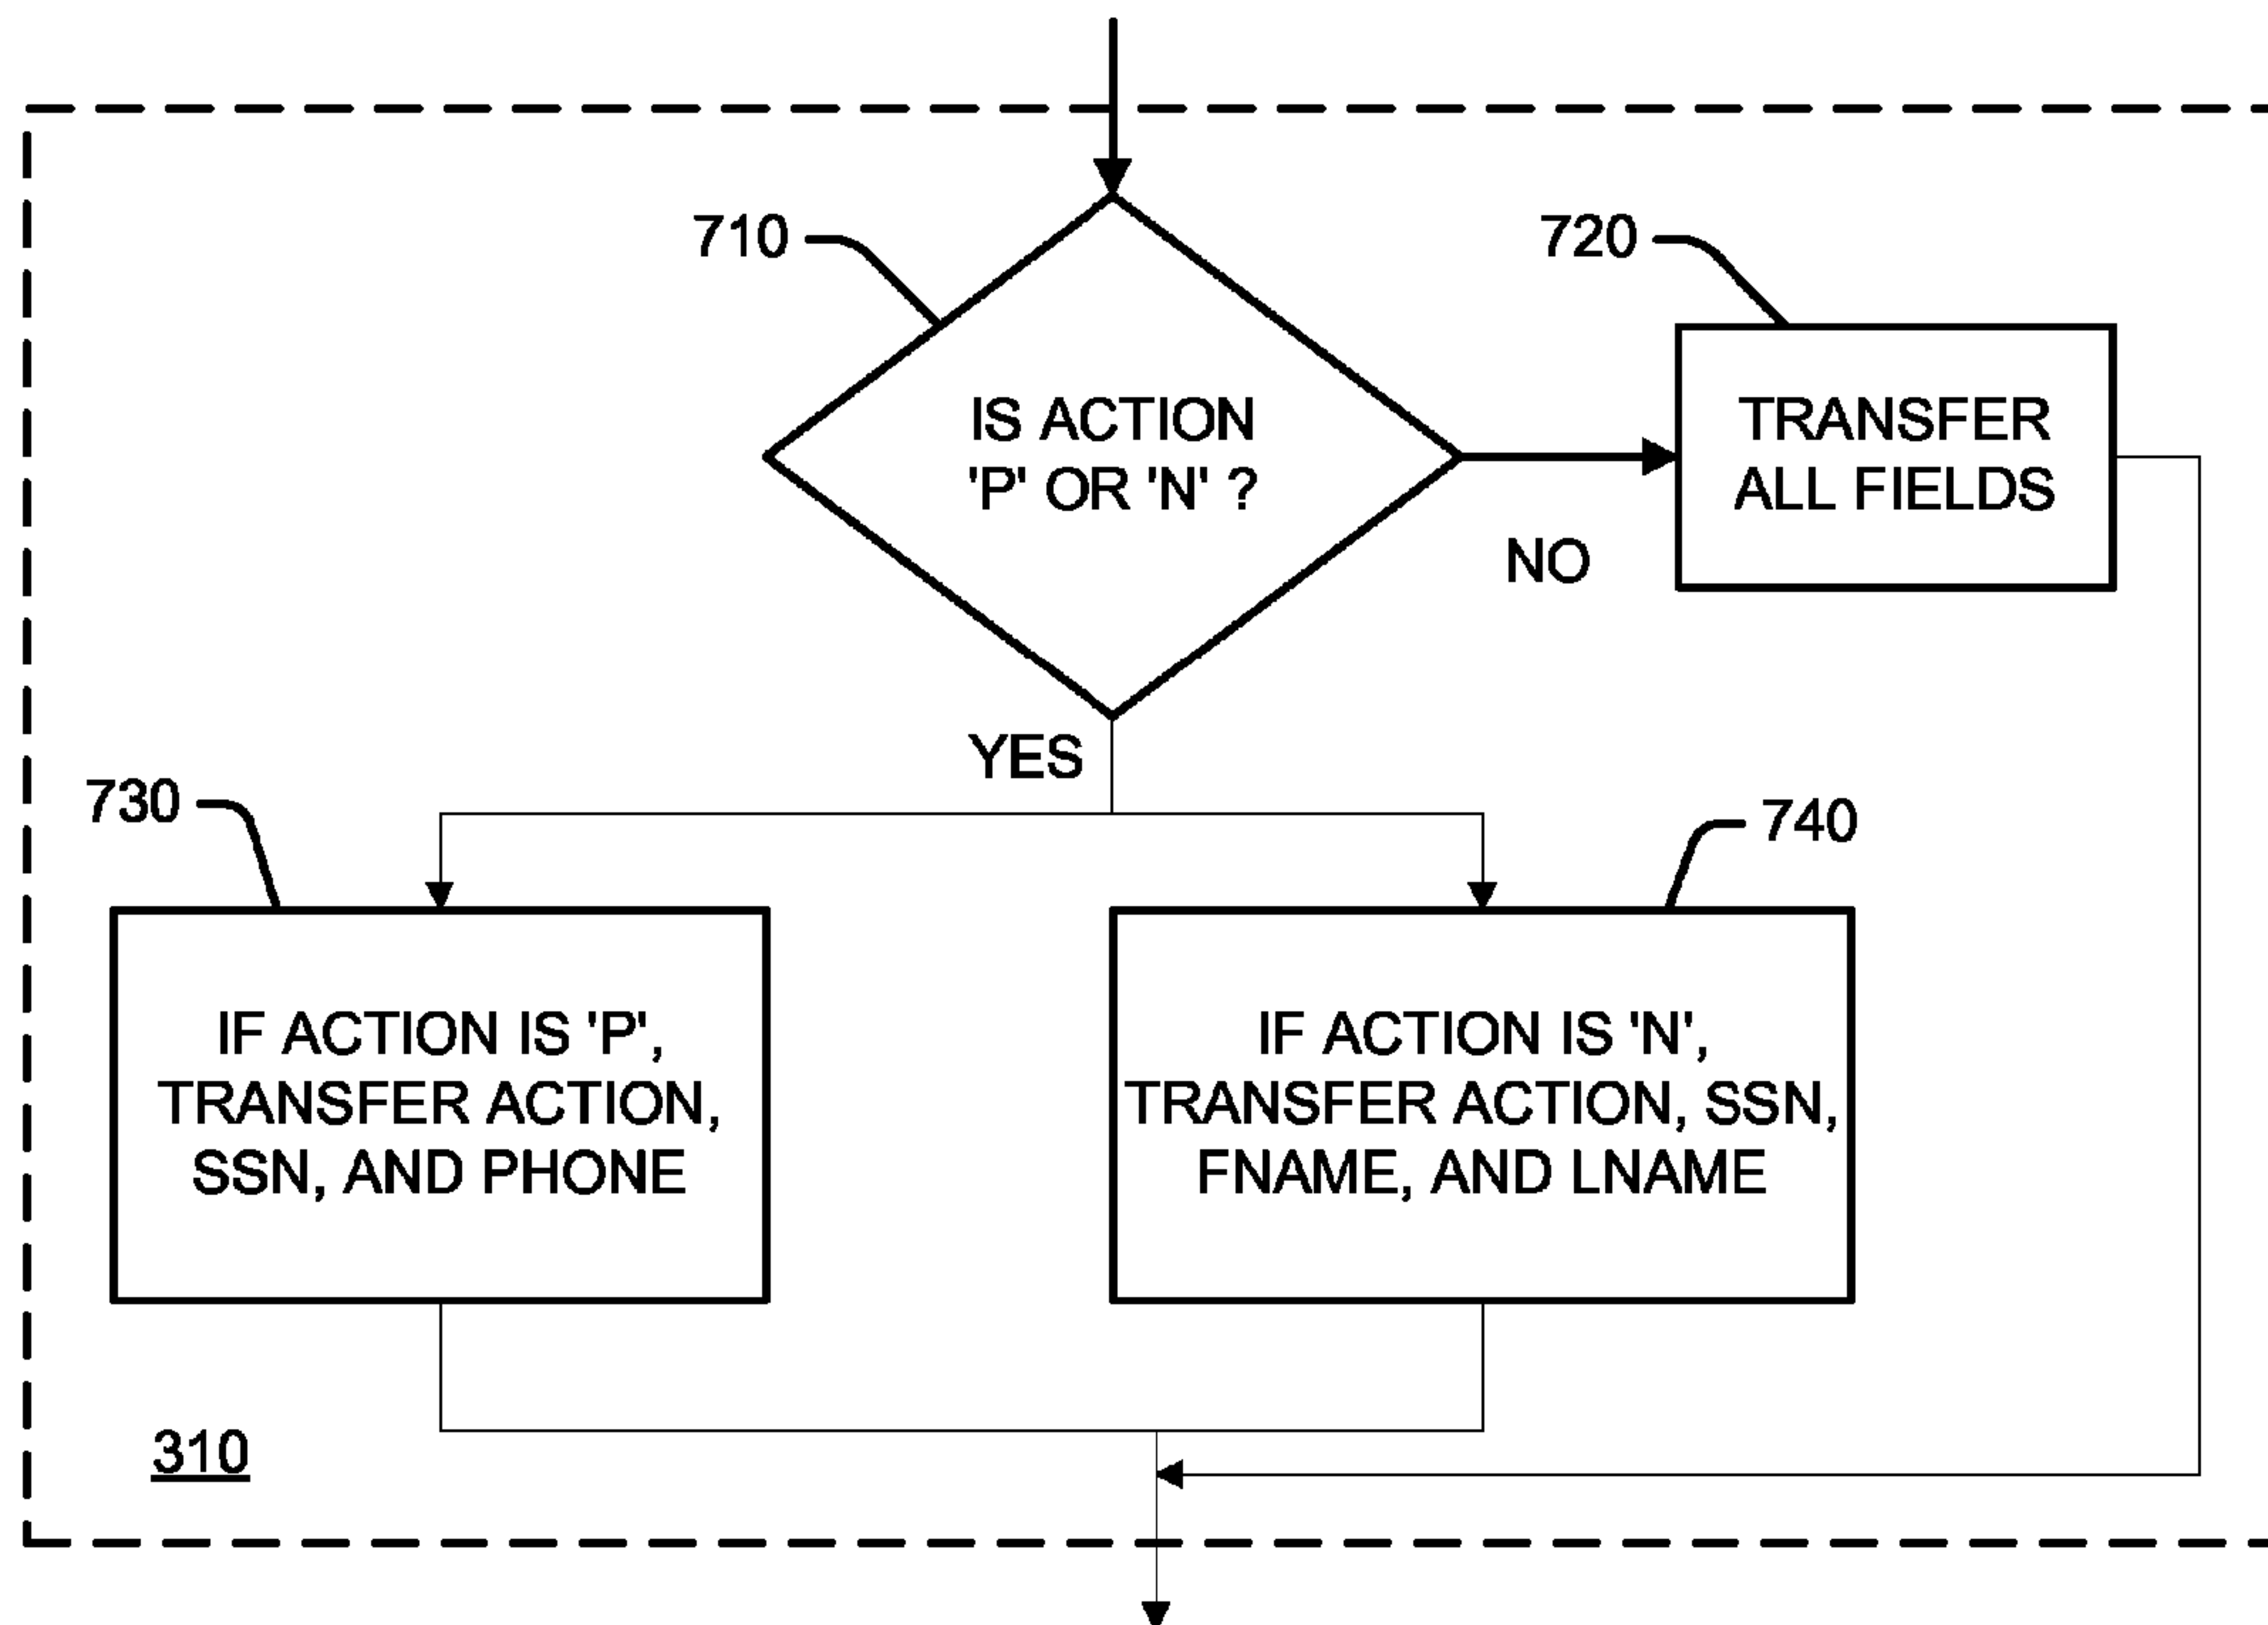 710
720
IS ACTION
'P' OR 'N' ?
TRANSFER
ALL FIELDS
NO
YES
730
740
IF ACTION IS 'P',
TRANSFER ACTION,
SSN, AND PHONE
IF ACTION IS 'N',
TRANSFER ACTION, SSN,
FNAME, AND LNAME
310